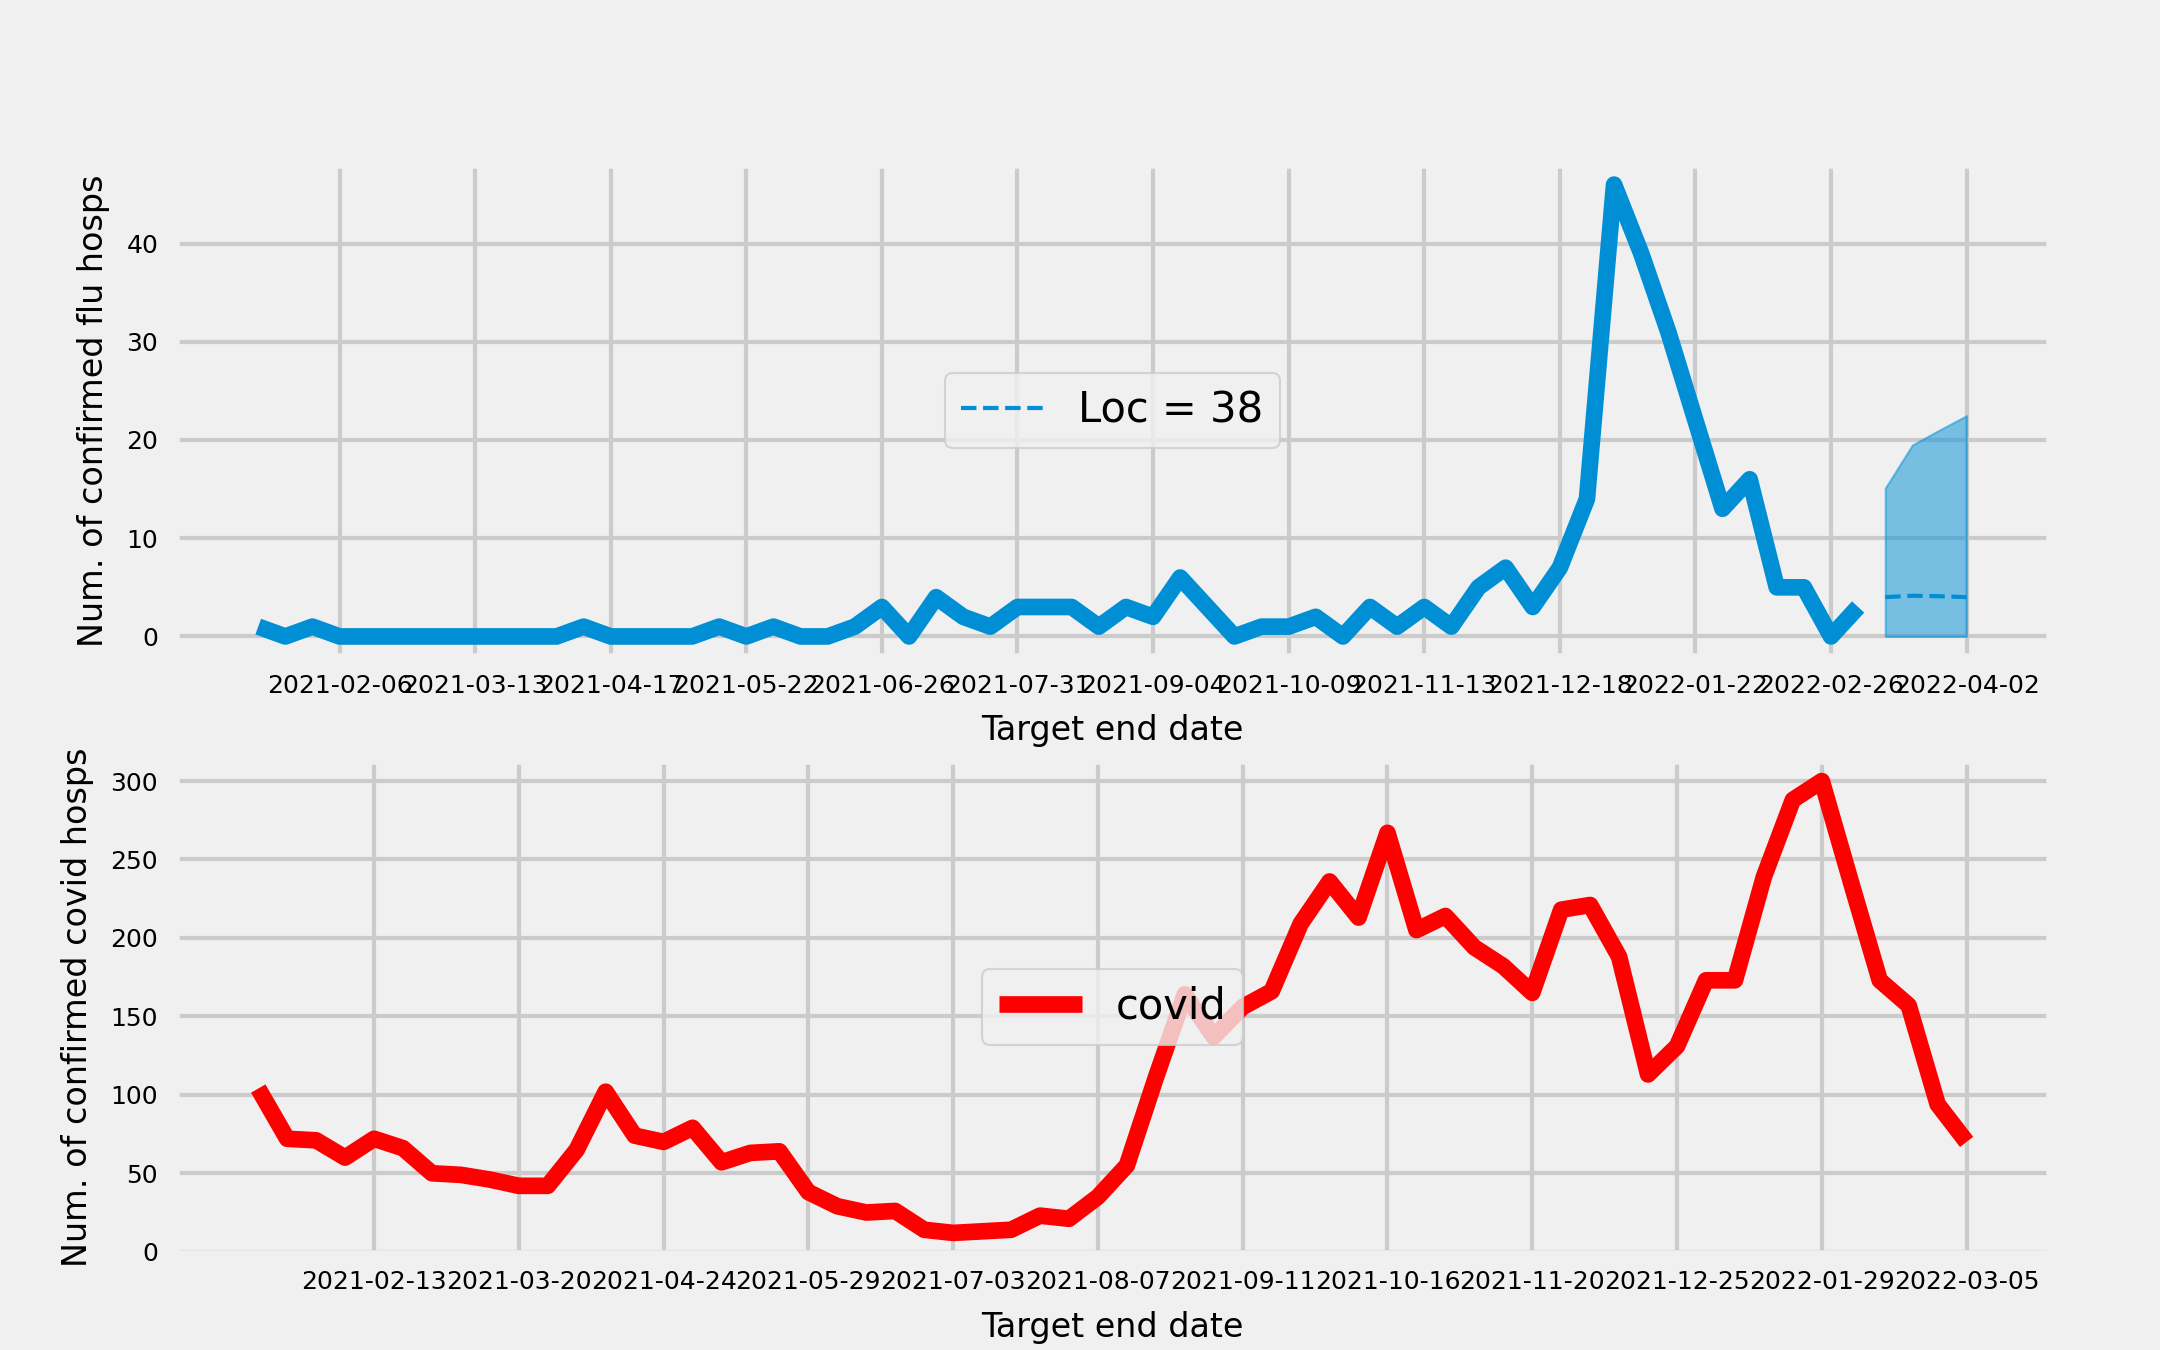 Num. of confirmed flu hosps
40
30
20
10
0
Loc = 38
2021-02-06 2021-03-13 2021-04-17 2021-05-22 2021-06-26 2021-07-31 2021-09-04 2021-10-09 2021-11-13 2021-12-18 2022-01-22 2022-02-26 2022-04-02
Target end date
Num. of confirmed covid hosps
300
250
200
150
100
50
0
covid
2021-02-13 2021-03-20 2021-04-24 2021-05-29 2021-07-03 2021-08-07 2021-09-11 2021-10-16 2021-11-20 2021-12-25 2022-01-29 2022-03-05
Target end date